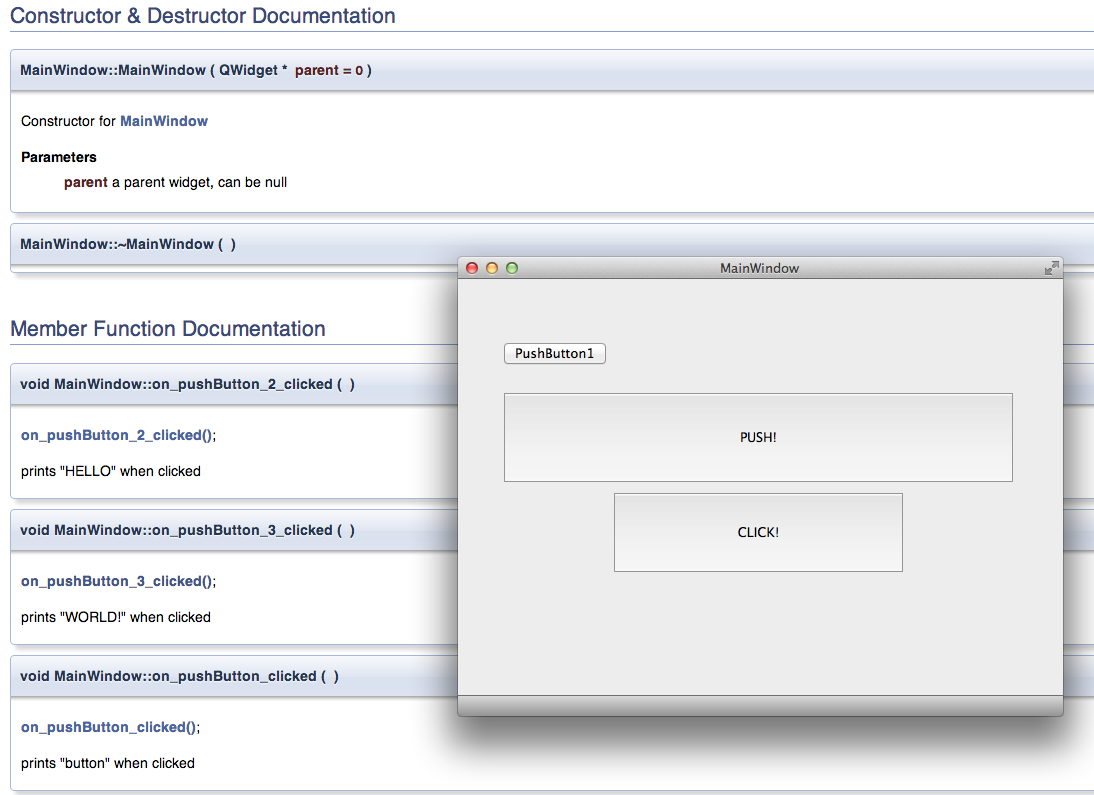 Constructor & Destructor Documentation
MainWindow::MainWindow ( QWidget * parent = 0 )
Constructor for MainWindow
Parameters
parent a parent widget, can be null
MainWindow::~MainWindow ( )
Member Function Documentation
void MainWindow::on_pushButton_2_clicked ( )
on_pushButton_2_clicked();
prints "HELLO" when clicked
void MainWindow::on_pushButton_3_clicked ( )
on_pushButton_3_clicked();
prints "WORLD!" when clicked
void MainWindow::on_pushButton_clicked ( )
on_pushButton_clicked();
prints "button" when clicked
MainWindow
PushButton1
PUSH!
CLICK!